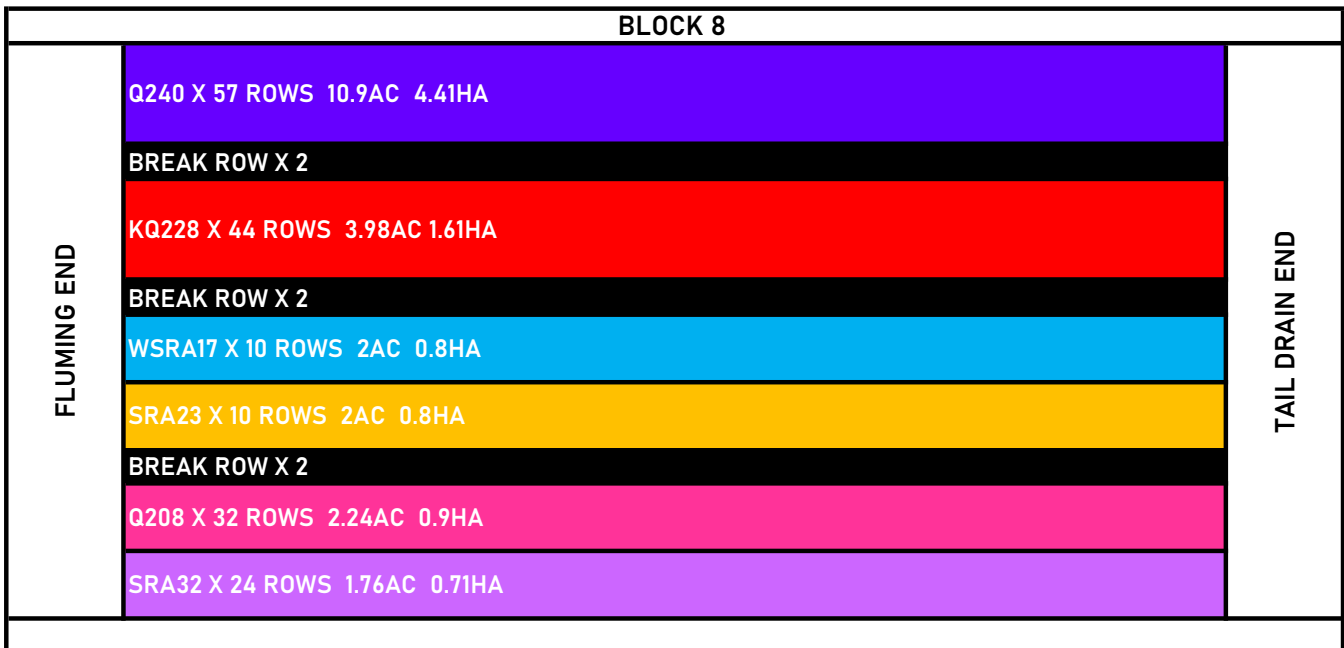 BLOCK 8
FLUMING END
Q240 X 57 ROWS  10.9AC  4.41HA
BREAK ROW X 2
KQ228 X 44 ROWS  3.98AC 1.61HA
BREAK ROW X 2
WSRA17 X 10 ROWS  2AC  0.8HA
SRA23 X 10 ROWS  2AC  0.8HA
BREAK ROW X 2
Q208 X 32 ROWS  2.24AC  0.9HA
SRA32 X 24 ROWS  1.76AC  0.71HA
TAIL DRAIN END